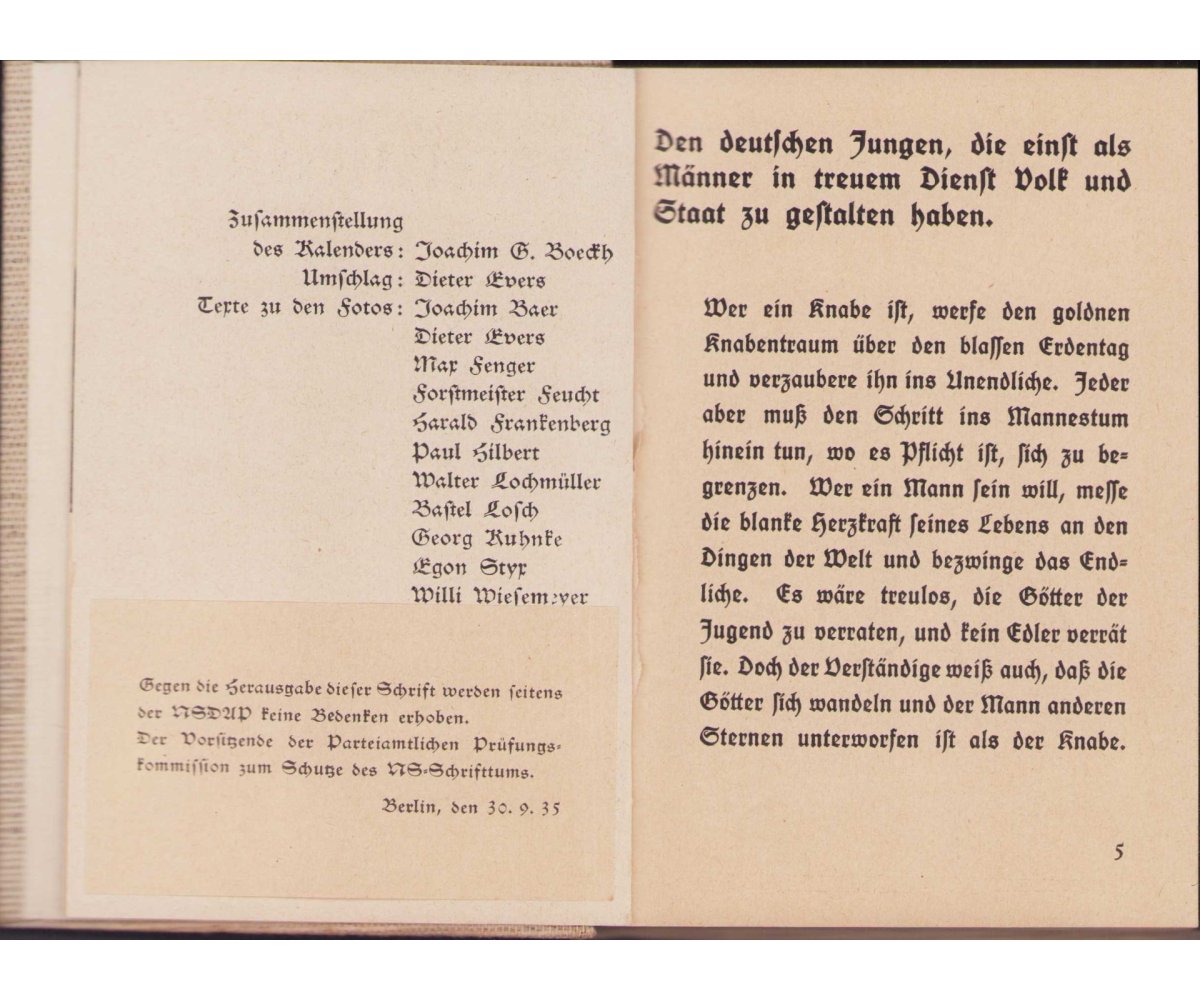 Zusammenstellung
des Kalenders: Joachim G. Boeckh
Umschlag: Dieter Evers
Texte zu den Fotos: Joachim Baer
Dieter Evers
Max Fenger
Forstmeister Feucht
Harald Frankenberg
Paul Hilbert
Walter Lochmüller
Bastel Losch
Georg Kuhnke
Egon Styx
Willi Wiesemeyer
Gegen die Herausgabe dieser Schrift werden seitens
der NSDAP keine Bedenken erhoben.
Der Vorsitzende der Parteiamtlichen Prüfungs-
kommission zum Schutze des NS-Schrifttums.
Berlin, den 30. 9. 35
Den deutschen Jungen, die einst als
Männer in treuem Dienst Volk und
Staat zu gestalten haben.
Wer ein Knabe ist, werfe den goldnen
Knabentraum über den blassen Erdentag
und verzaubere ihn ins Unendliche. Jeder
aber muß den Schritt ins Mannestum
hinein tun, wo es Pflicht ist, sich zu be-
grenzen. Wer ein Mann sein will, messe
die blanke Herzkraft seines Lebens an den
Dingen der Welt und bezwinge das End-
liche. Es wäre treulos, die Götter der
Jugend zu verraten, und kein Edler verrät
sie. Doch der Verständige weiß auch, daß die
Götter sich wandeln und der Mann anderen
Sternen unterworfen ist als der Knabe.
5